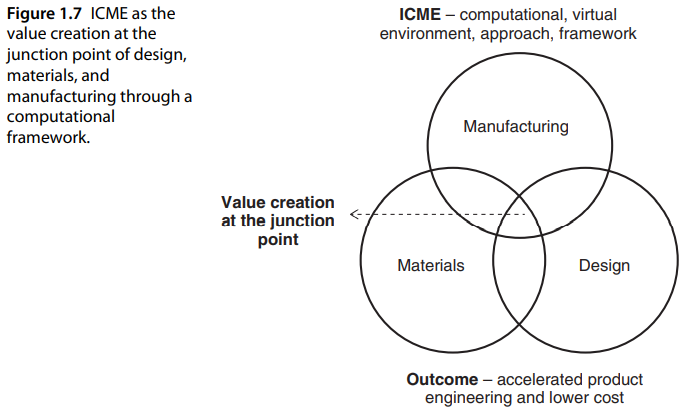 Figure 1.7 ICME as the
value creation at the
junction point of design,
materials, and
manufacturing through a
computational
framework.
ICME – computational, virtual
environment, approach, framework
Manufacturing
Value creation
at the junction
point
Materials
Design
Outcome – accelerated product
engineering and lower cost